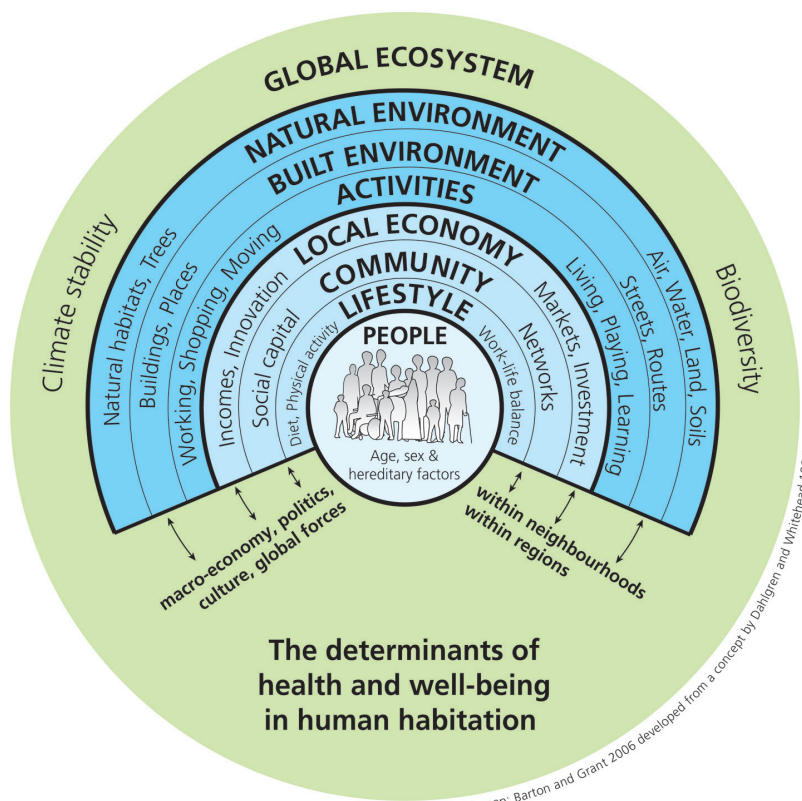 GLOBAL ECOSYSTEM
NATURAL ENVIRONMENT
BUILT ENVIRONMENT
ACTIVITIES
LOCAL ECONOMY
COMMUNITY
LIFESTYLE
PEOPLE
Age, sex &
hereditary factors
Climate stability
Natural habitats, Trees
Buildings, Places
Working, Shopping, Moving
Incomes, Innovation
Social capital
Diet, Physical activity
Work-life balance
Networks
Markets, Investment
Living, Playing, Learning
Streets, Routes
Air, Water, Land, Soils
Biodiversity
macro-economy, politics,
culture, global forces
within neighbourhoods
within regions
The determinants of
health and well-being
in human habitation
Barton and Grant 2006 developed from a concept by Dahlgren and Whitehead